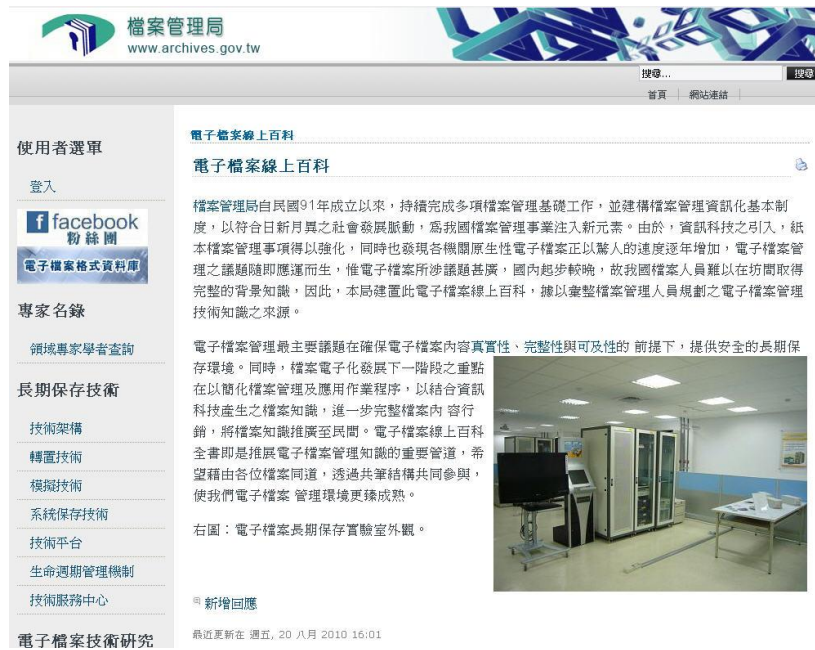 檔案管理局
www.archives.gov.tw
搜尋...
搜尋
首頁
網站連結
使用者選單
登入
facebook
粉絲團
電子檔案格式資料庫
專家名錄
領域專家學者查詢
長期保存技術
技術架構
轉置技術
模擬技術
系統保存技術
技術平台
生命週期管理機制
技術服務中心
電子檔案技術研究
電子檔案線上百科
電子檔案線上百科
檔案管理局自民國91年成立以來,持續完成多項檔案管理基礎工作,並建構檔案管理資訊化基本制
度,以符合日新月異之社會發展脈動,為我國檔案管理事業注入新元素。由於,資訊科技之引入,紙
本檔案管理事項得以強化,同時也發現各機關原生性電子檔案正以驚人的速度逐年增加,電子檔案管
理之議題隨即應運而生,惟電子檔案所涉議題甚廣,國內起步較晚,故我國檔案人員難以在坊間取得
完整的背景知識,因此,本局建置此電子檔案線上百科,據以彙整檔案管理人員規劃之電子檔案管理
技術知識之來源。
電子檔案管理最主要議題在確保電子檔案內容真實性、完整性與可及性的 前提下,提供安全的長期保
存環境。同時,檔案電子化發展下一階段之重點
在以簡化檔案管理及應用作業程序,以結合資訊
科技產生之檔案知識,進一步完整檔案內 容行
銷,將檔案知識推廣至民間。電子檔案線上百科
全書即是推展電子檔案管理知識的重要管道,希
望藉由各位檔案同道,透過共筆結構共同參與,
使我們電子檔案 管理環境更臻成熟。
右圖:電子檔案長期保存實驗室外觀。
新增回應
最近更新在 週五, 20 八月 2010 16:01